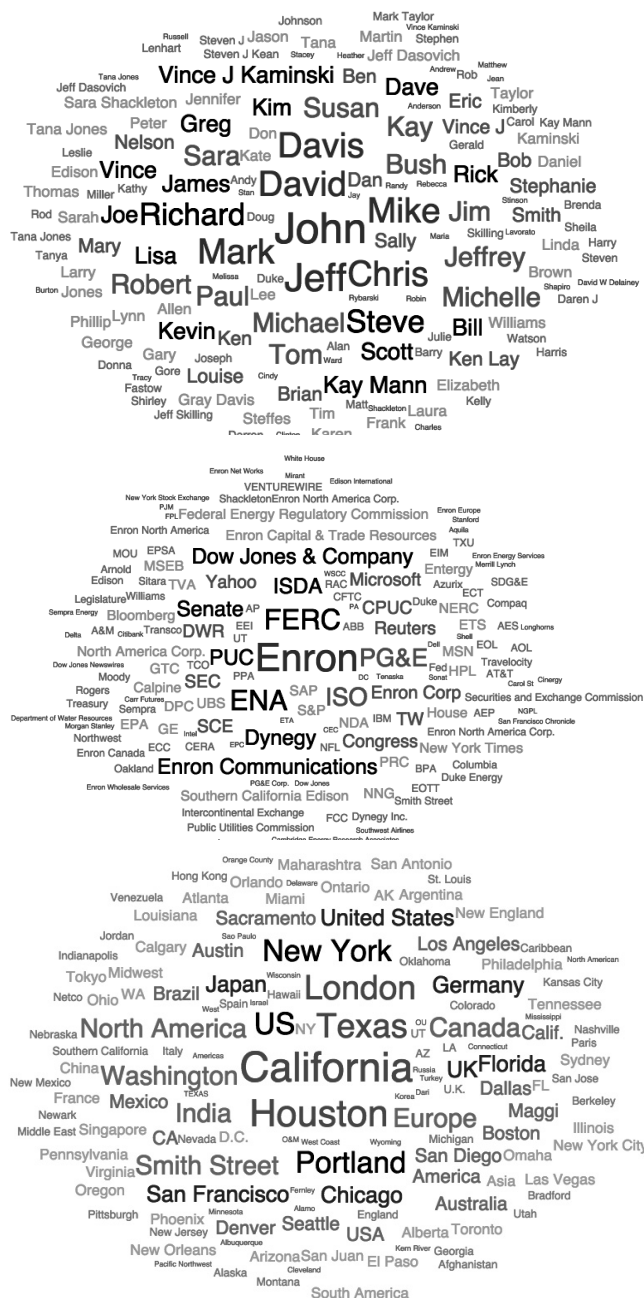 Johnson Mark Taylor
Russell Steven J Jason Tana Martin Vince Kaminski Stephen
Lenhart Steven J Kean Stacey Heather Jeff Dasovich
Tana Jones Vince J Kaminski Ben Dave Andrew Rob Matthew Jean
Jeff Dasovich Jennifer Kim Susan Anderson Eric Taylor
Sara Shackleton Greg Don Kay Vince J Carol Kimberly Kay Mann
Tana Jones Peter Nelson Davis Gerald Kaminski
Leslie Sara Kate Bush Rick Bob Daniel
Edison Vince James Andy David Dan Randy Rebecca Stephanie
Thomas Miller Kathy Stan Jay Mike Jim Smith Stinson Brenda
Rod Sarah Joe Richard Doug John Skilling Lavorato Sheila
Tana Jones Mary Lisa Mark Sally Maria Jeffrey Linda Harry
Tanya Larry Robert Melissa Duke Jeff Chris Brown Steven
Burton Jones Paul Lee Rybarski Robin Michelle Shapiro David W Delainey
Phillip Lynn Allen Michael Steve Bill Williams Daren J
George Kevin Ken Alan Julie Watson
Donna Gary Joseph Tom Ward Scott Barry Ken Lay Harris
Tracy Gore Louise Cindy Kay Mann Elizabeth
Fastow Shirley Gray Davis Brian Matt Shackleton Laura Kelly
Jeff Skilling Steffes Tim Frank Charles
Darron Clinton Karen
White House
Enron Net Works Mirant
VENTUREWIRE Edison International
New York Stock Exchange Shackleton Enron North America Corp.
PJM
FPL Federal Energy Regulatory Commission Enron Europe
Enron North America Enron Capital & Trade Resources Stanford
Aquila
MOU EPSA Dow Jones & Company EIM TXU Enron Energy Services
Arnold MSEB WSCC Entergy Merrill Lynch
Edison Sitara TVA Yahoo ISDA RAC Microsoft Azurix SDG&E
Legislature Williams CFTC ECT
Sempra Energy Bloomberg Senate AP FERC PA CPUC Duke NERC Compaq
Delta A&M Citibank Transco DWR EEI ABB Reuters ETS AES Longhorns
North America Corp. UT Enron Dell MSN Shell EOL AOL
Dow Jones Newswires GTC TCO PUC PG&E Fed HPL Travelocity
Moody SEC PPA DC Tenaska Sonat AT&T
Rogers Carr Futures Calpine ENA SAP ISO Enron Corp Carol St Cinergy
Treasury Sempra DPC UBS S&P Securities and Exchange Commission
Department of Water Resources TW House AEP NGPL
Morgan Stanley EPA GE Intel SCE ETA NDA IBM San Francisco Chronicle
Northwest Dynegy CEC Congress Enron North America Corp.
Enron Canada ECC CERA EPC NFL New York Times
Oakland Enron Communications PRC BPA Columbia
Enron Wholesale Services PG&E Corp. Dow Jones Duke Energy
Southern California Edison NNG EOTT
Smith Street
Intercontinental Exchange FCC Dynegy Inc.
Public Utilities Commission Southwest Airlines
Cambridge Energy Research Associates
Orange County Maharashtra San Antonio
Hong Kong Orlando Delaware Ontario St. Louis
Venezuela Atlanta Miami AK Argentina
Louisiana Sacramento United States New England
Jordan Sao Paulo
Indianapolis Calgary Austin New York Los Angeles Caribbean
Tokyo Midwest Wisconsin Oklahoma Philadelphia North American
Netco Ohio WA Brazil Japan Hawaii London Germany Kansas City
West Spain Israel Colorado Tennessee
Nebraska North America US NY Texas OU UT Canada Calif. Mississippi Nashville
Southern California Italy Americas AZ LA Connecticut Paris
China Washington California Russia UK Florida Sydney
New Mexico TEXAS Turkey
France Mexico Korea Dari U.K. Dallas FL San Jose
Newark India Houston Europe Maggi Berkeley
Middle East Singapore CA Nevada D.C. O&M West Coast Wyoming Michigan Boston Illinois
Pennsylvania Smith Street Portland San Diego Omaha New York City
Virginia America Asia Las Vegas
Oregon San Francisco Fernley Chicago Bradford
Pittsburgh Phoenix Minnesota Alamo England Australia Utah
New Jersey Denver Seattle USA Alberta Toronto
New Orleans Albuquerque Kern River Georgia
Pacific Northwest Arizona San Juan El Paso Afghanistan
Alaska Cleveland
Montana
South America